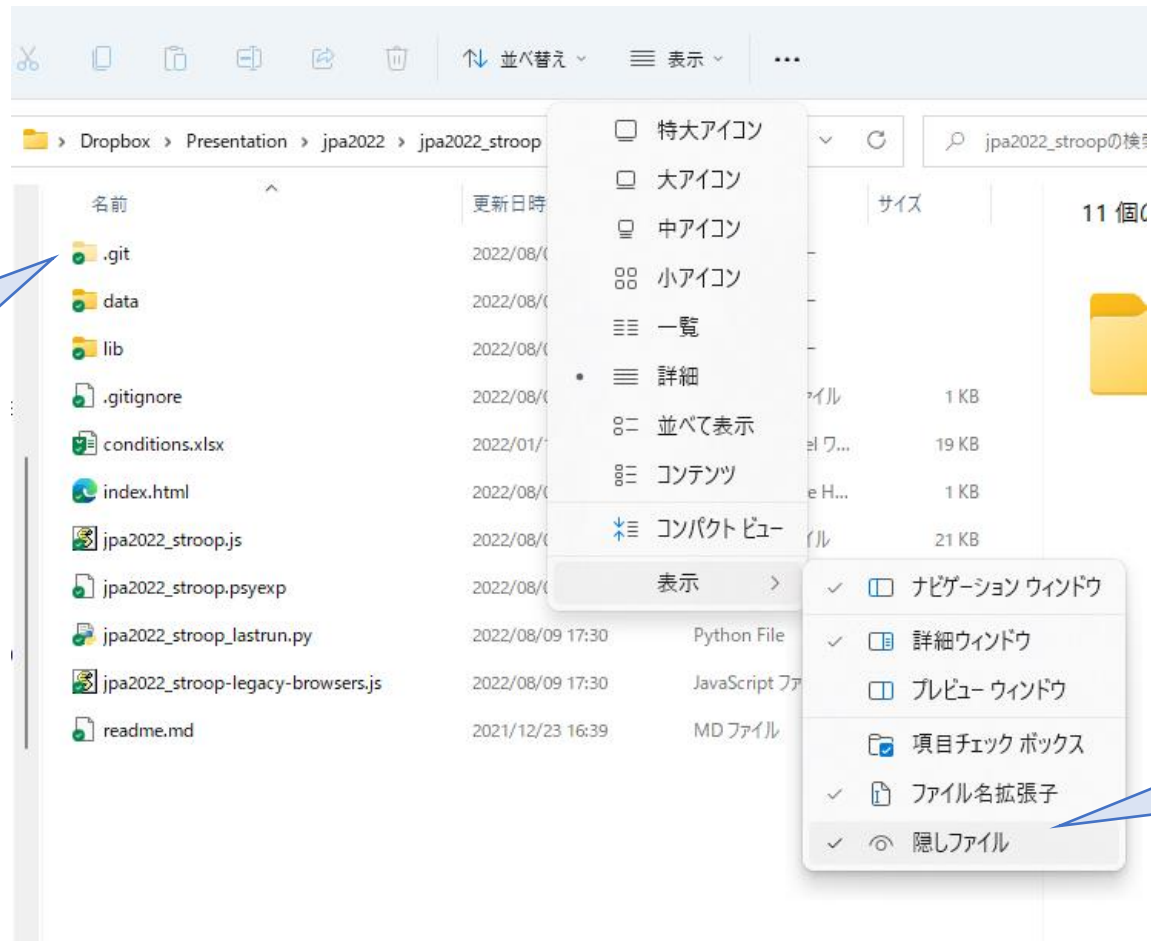 並べ替え 表示 ...
Dropbox > Presentation > jpa2022 > jpa2022_stroop
jpa2022_stroopの検
名前 更新日時 サイズ
11 個の
.git 2022/08/
data 2022/08/
lib 2022/08/
.gitignore 2022/08/ イル 1 KB
conditions.xlsx 2022/01/ el ワ... 19 KB
index.html 2022/08/ e H... 1 KB
jpa2022_stroop.js 2022/08/ イル 21 KB
jpa2022_stroop.psyexp 2022/08/
jpa2022_stroop_lastrun.py 2022/08/09 17:30 Python File
jpa2022_stroop-legacy-browsers.js 2022/08/09 17:30 JavaScript ファ
readme.md 2021/12/23 16:39 MD ファイル
特大アイコン
大アイコン
中アイコン
小アイコン
一覧
詳細
並べて表示
コンテンツ
コンパクト ビュー
表示 >
ナビゲーション ウィンドウ
詳細ウィンドウ
プレビュー ウィンドウ
項目チェック ボックス
ファイル名拡張子
隠しファイル